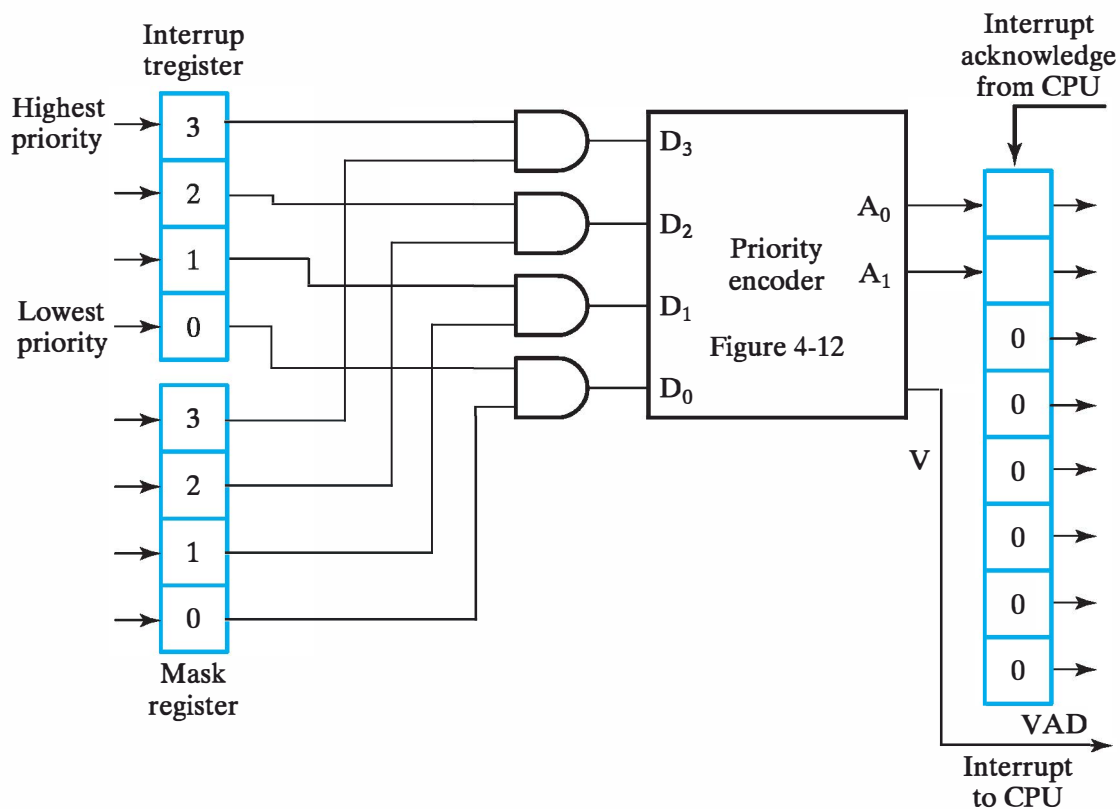 Interrup
tregister
Interrupt
acknowledge
from CPU
Highest
priority
3
2
1
Lowest
priority
0
3
2
1
0
Mask
register
D3
D2
D1
D0
Priority
encoder
Figure 4-12
A0
A1
V
0
0
0
0
0
0
VAD
Interrupt
to CPU